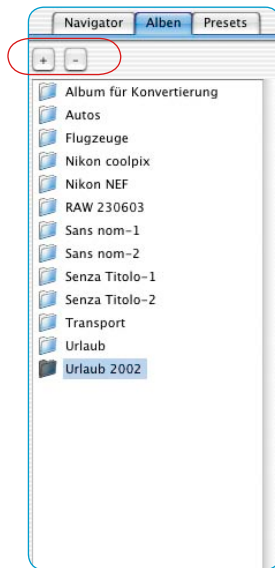 Navigator Alben Presets
+ -
Album für Konvertierung
Autos
Flugzeuge
Nikon coolpix
Nikon NEF
RAW 230603
Sans nom-1
Sans nom-2
Senza Titolo-1
Senza Titolo-2
Transport
Urlaub
Urlaub 2002